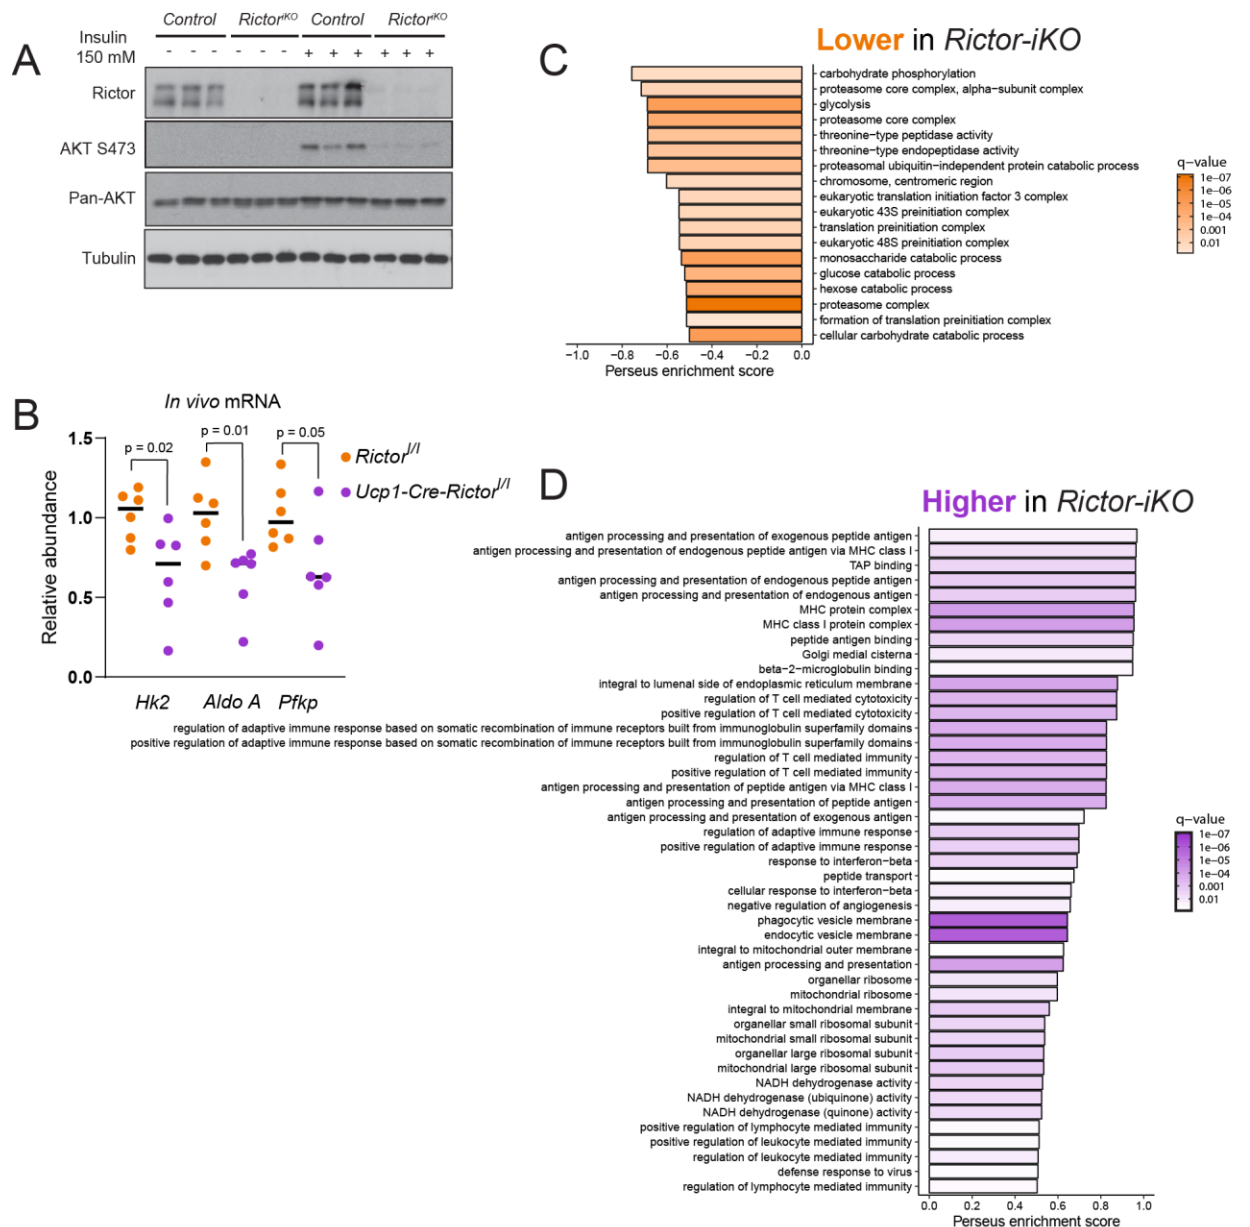 A
Control Rictor^iKO Control Rictor^iKO
Insulin
150 mM - - - - - - + + + + + +
Rictor
AKT S473
Pan-AKT
Tubulin
B
In vivo mRNA
p = 0.02 p = 0.01 p = 0.05
Rictor^l/l
Ucp1-Cre-Rictor^l/l
Relative abundance
1.5
1.0
0.5
0.0
Hk2 Aldo A Pfkp
C
Lower in Rictor-iKO
carbohydrate phosphorylation
proteasome core complex, alpha−subunit complex
glycolysis
proteasome core complex
threonine−type peptidase activity
threonine−type endopeptidase activity
proteasomal ubiquitin−independent protein catabolic process
chromosome, centromeric region
eukaryotic translation initiation factor 3 complex
eukaryotic 43S preinitiation complex
translation preinitiation complex
eukaryotic 48S preinitiation complex
monosaccharide catabolic process
glucose catabolic process
hexose catabolic process
proteasome complex
formation of translation preinitiation complex
cellular carbohydrate catabolic process
−1.0 −0.8 −0.6 −0.4 −0.2 0.0
Perseus enrichment score
q−value
1e−07
1e−06
1e−05
1e−04
0.001
0.01
D
Higher in Rictor-iKO
antigen processing and presentation of exogenous peptide antigen
antigen processing and presentation of endogenous peptide antigen via MHC class I
TAP binding
antigen processing and presentation of endogenous peptide antigen
antigen processing and presentation of endogenous antigen
MHC protein complex
MHC class I protein complex
peptide antigen binding
Golgi medial cisterna
beta−2−microglobulin binding
integral to lumenal side of endoplasmic reticulum membrane
regulation of T cell mediated cytotoxicity
positive regulation of T cell mediated cytotoxicity
regulation of adaptive immune response based on somatic recombination of immune receptors built from immunoglobulin superfamily domains
positive regulation of adaptive immune response based on somatic recombination of immune receptors built from immunoglobulin superfamily domains
regulation of T cell mediated immunity
positive regulation of T cell mediated immunity
antigen processing and presentation of peptide antigen via MHC class I
antigen processing and presentation of peptide antigen
antigen processing and presentation of exogenous antigen
regulation of adaptive immune response
positive regulation of adaptive immune response
response to interferon−beta
peptide transport
cellular response to interferon−beta
negative regulation of angiogenesis
phagocytic vesicle membrane
endocytic vesicle membrane
integral to mitochondrial outer membrane
antigen processing and presentation
organellar ribosome
mitochondrial ribosome
integral to mitochondrial membrane
organellar small ribosomal subunit
mitochondrial small ribosomal subunit
organellar large ribosomal subunit
mitochondrial large ribosomal subunit
NADH dehydrogenase activity
NADH dehydrogenase (ubiquinone) activity
NADH dehydrogenase (quinone) activity
positive regulation of lymphocyte mediated immunity
positive regulation of leukocyte mediated immunity
regulation of leukocyte mediated immunity
defense response to virus
regulation of lymphocyte mediated immunity
0.0 0.2 0.4 0.6 0.8 1.0
Perseus enrichment score
q−value
1e−07
1e−06
1e−05
1e−04
0.001
0.01